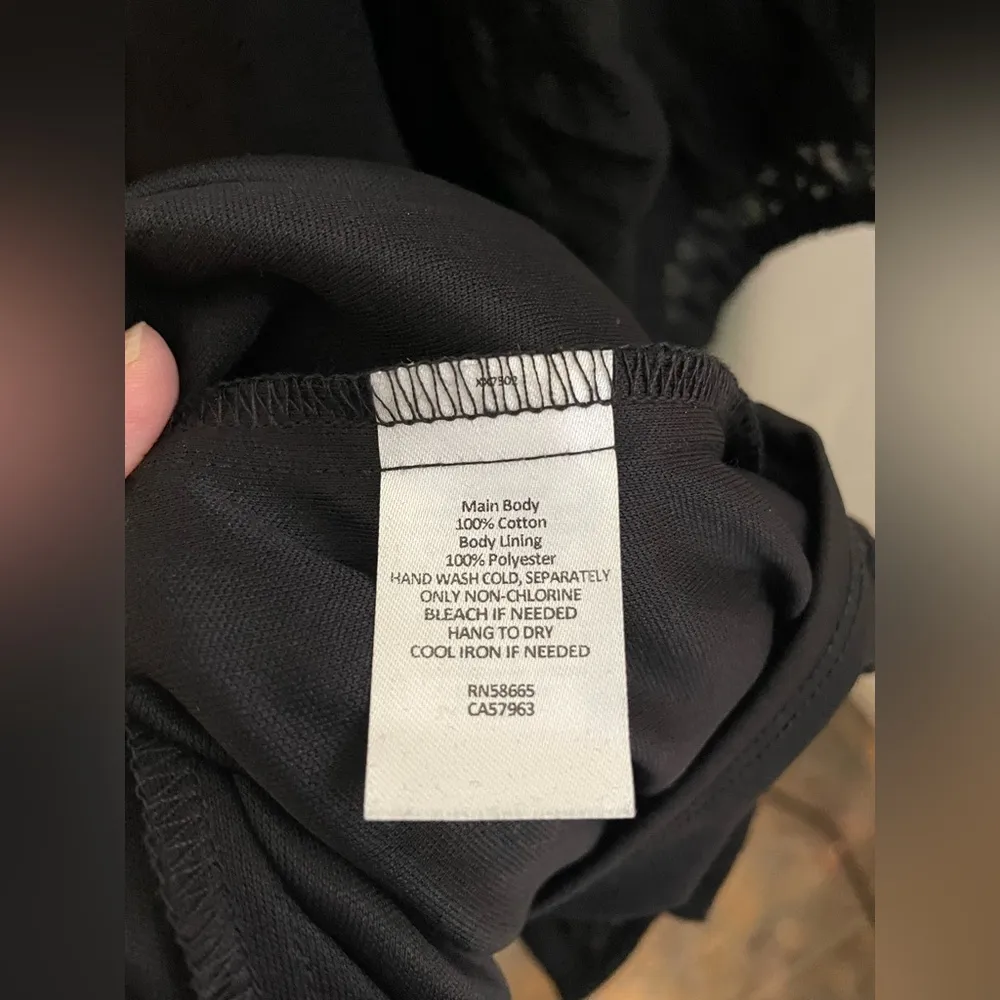 Main Body
100% Cotton
Body Lining
100% Polyester
HAND WASH COLD, SEPARATELY
ONLY NON-CHLORINE
BLEACH IF NEEDED
HANG TO DRY
COOL IRON IF NEEDED
RN58665
CA57963